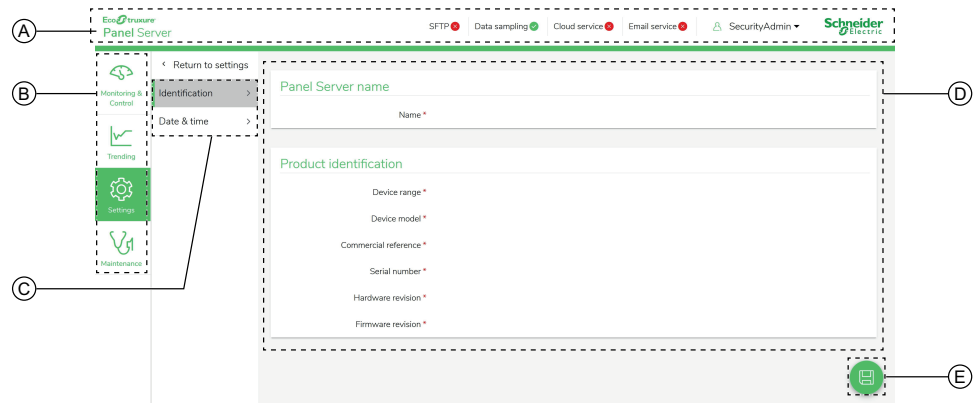 EcoStruxure
Panel Server
SFTP Data sampling Cloud service Email service SecurityAdmin
Schneider
Electric
A
B
C
D
E
Monitoring &
Control
Trending
Settings
Maintenance
Return to settings
Identification
Date & time
Panel Server name
Name *
Product identification
Device range *
Device model *
Commercial reference *
Serial number *
Hardware revision *
Firmware revision *